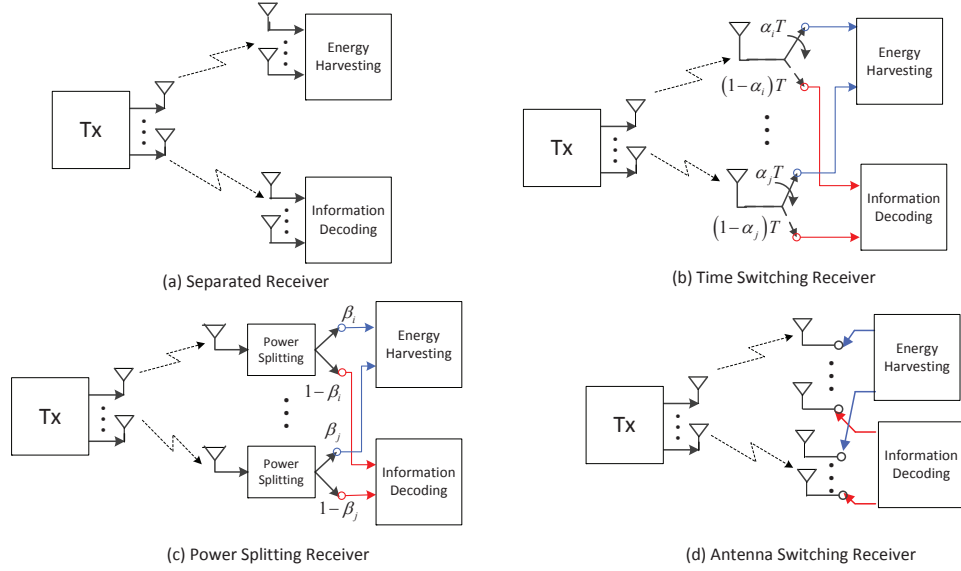 Energy
Harvesting
Tx
Information
Decoding
(a) Separated Receiver
α_iT
(1-α_i)T
Energy
Harvesting
Tx
α_jT
(1-α_j)T
Information
Decoding
(b) Time Switching Receiver
β_i
Power
Splitting
1-β_i
Energy
Harvesting
Tx
β_j
Power
Splitting
1-β_j
Information
Decoding
(c) Power Splitting Receiver
Energy
Harvesting
Tx
Information
Decoding
(d) Antenna Switching Receiver